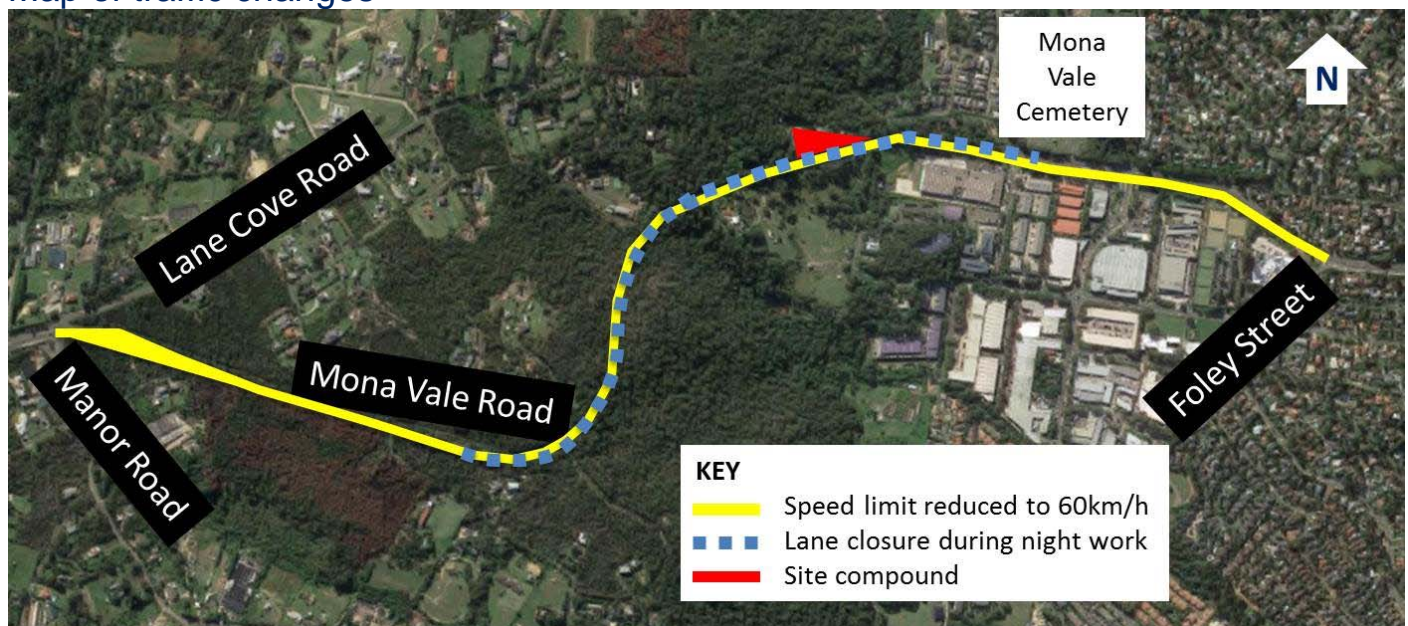 Map of traffic changes
Mona
Vale
Cemetery
N
Lane Cove Road
Mona Vale Road
Manor Road
Foley Street
KEY
Speed limit reduced to 60km/h
Lane closure during night work
Site compound